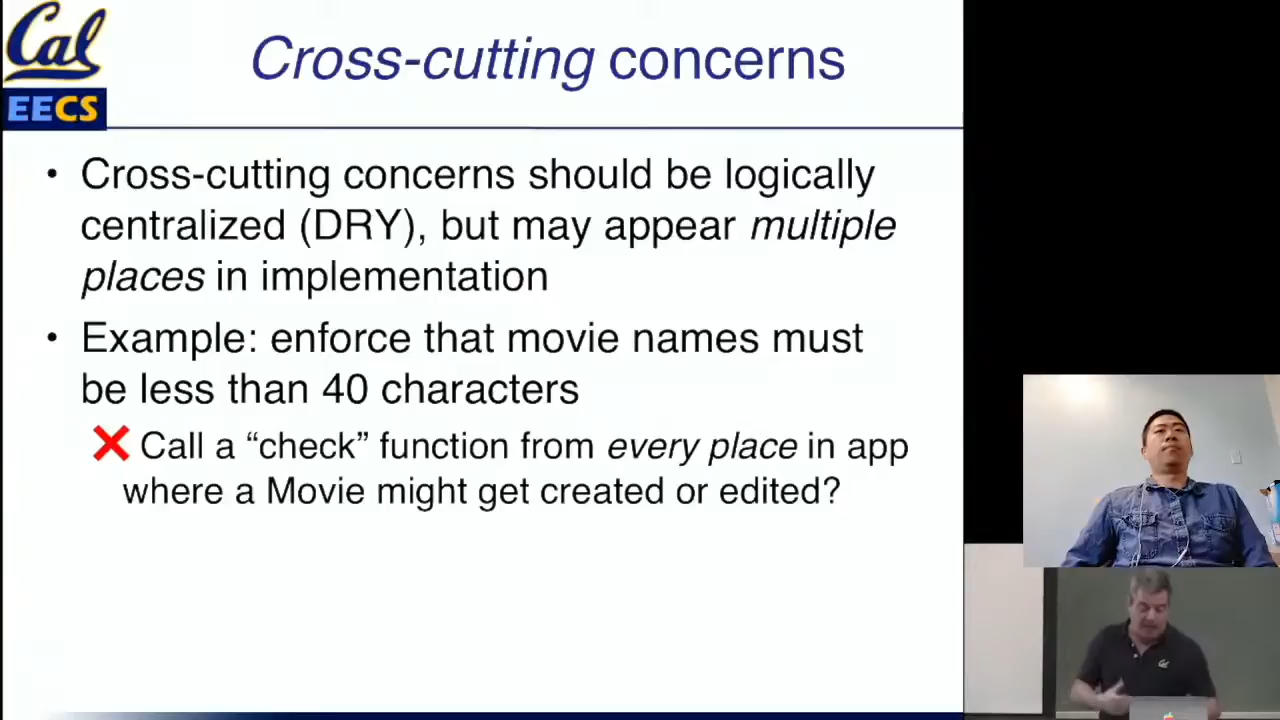 Cal
EECS
Cross-cutting concerns
• Cross-cutting concerns should be logically
centralized (DRY), but may appear multiple
places in implementation
• Example: enforce that movie names must
be less than 40 characters
❌ Call a “check” function from every place in app
where a Movie might get created or edited?
Cal